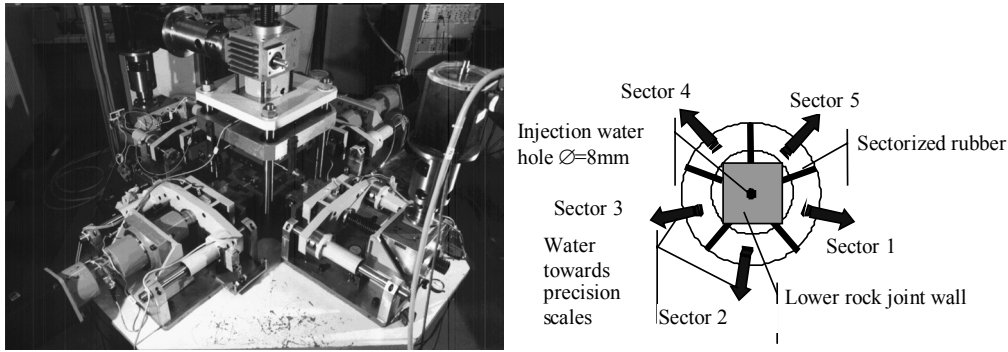 Sector 4
Sector 5
Injection water
hole Ø=8mm
Sectorized rubber
Sector 3
Sector 1
Water
towards
precision
scales
Lower rock joint wall
Sector 2